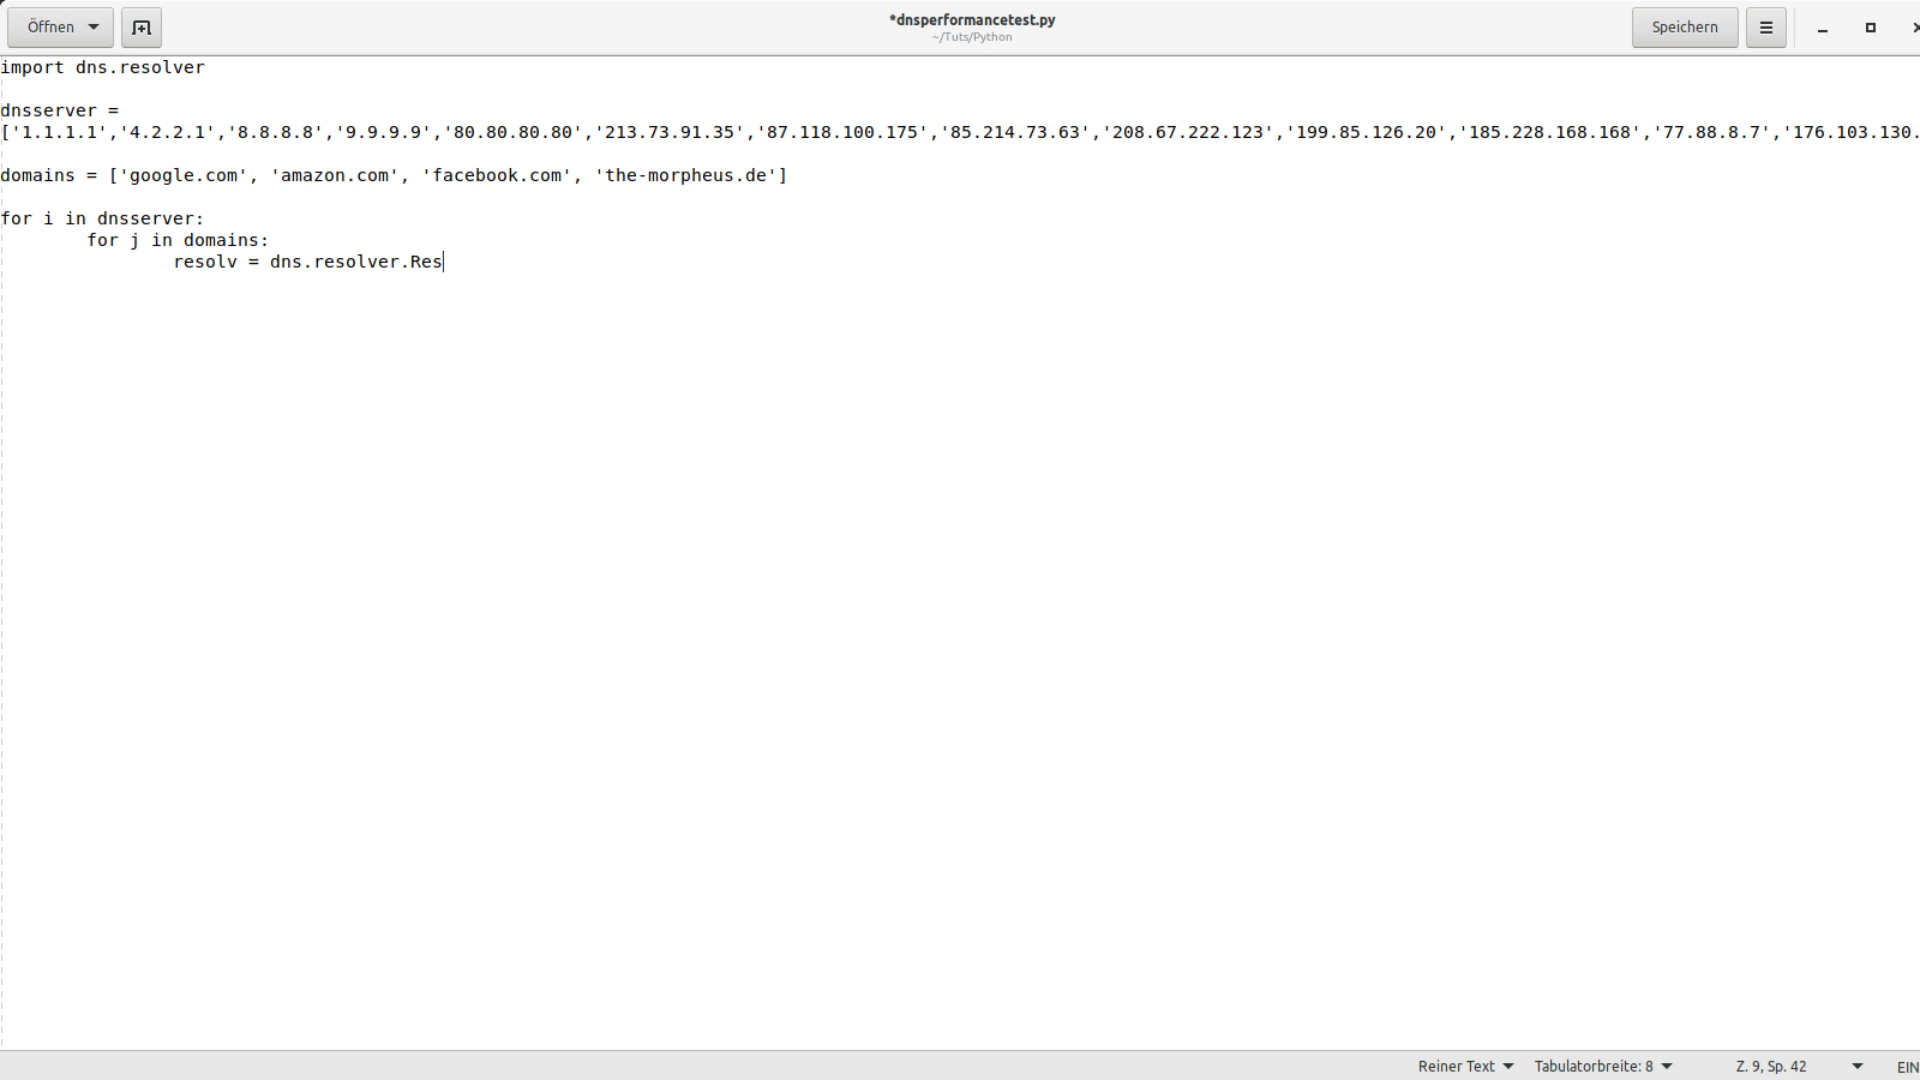 Öffnen
*dnsperformancetest.py
~/Tuts/Python
Speichern
import dns.resolver
dnsserver =
['1.1.1.1','4.2.2.1','8.8.8.8','9.9.9.9','80.80.80.80','213.73.91.35','87.118.100.175','85.214.73.63','208.67.222.123','199.85.126.20','185.228.168.168','77.88.8.7','176.103.130.
domains = ['google.com', 'amazon.com', 'facebook.com', 'the-morpheus.de']
for i in dnsserver:
        for j in domains:
                resolv = dns.resolver.Res
Reiner Text Tabulatorbreite: 8 Z. 9, Sp. 42 EIN